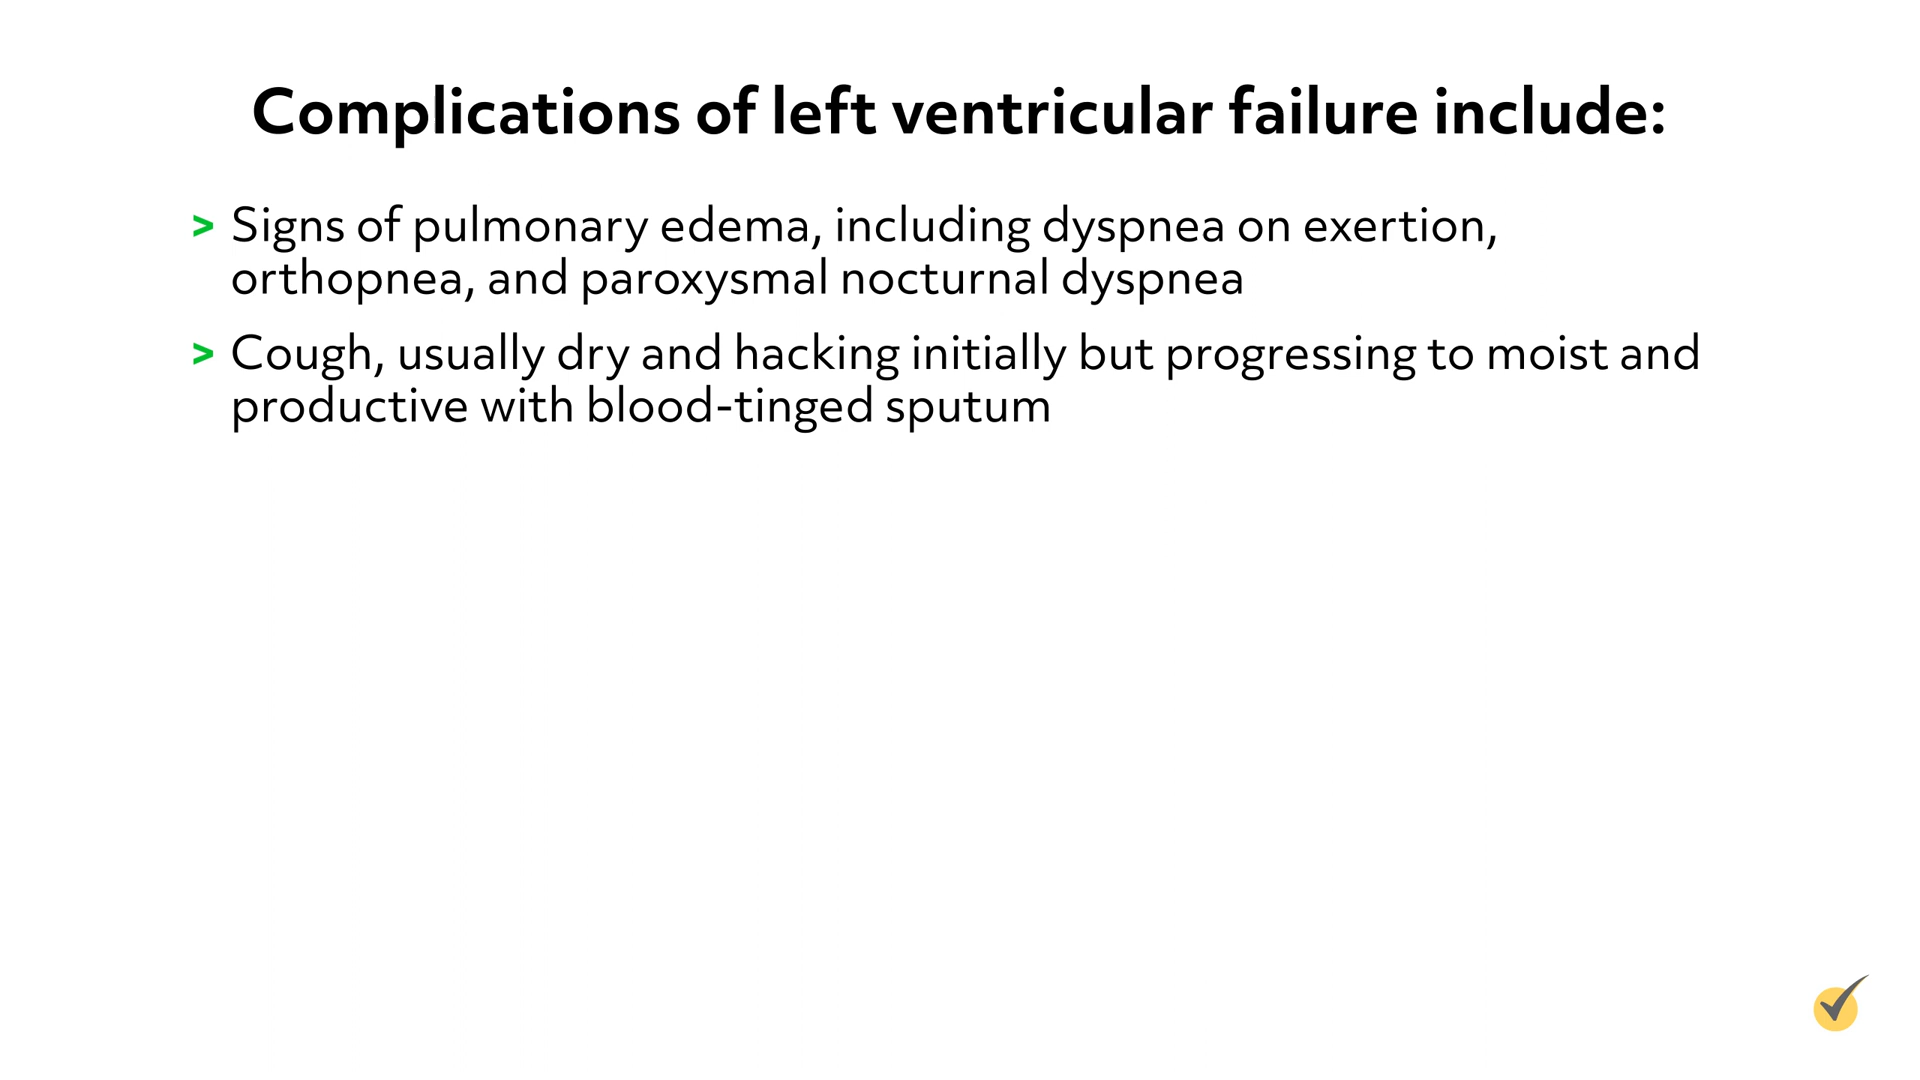 Complications of left ventricular failure include:
> Signs of pulmonary edema, including dyspnea on exertion,
orthopnea, and paroxysmal nocturnal dyspnea
> Cough, usually dry and hacking initially but progressing to moist and
productive with blood-tinged sputum